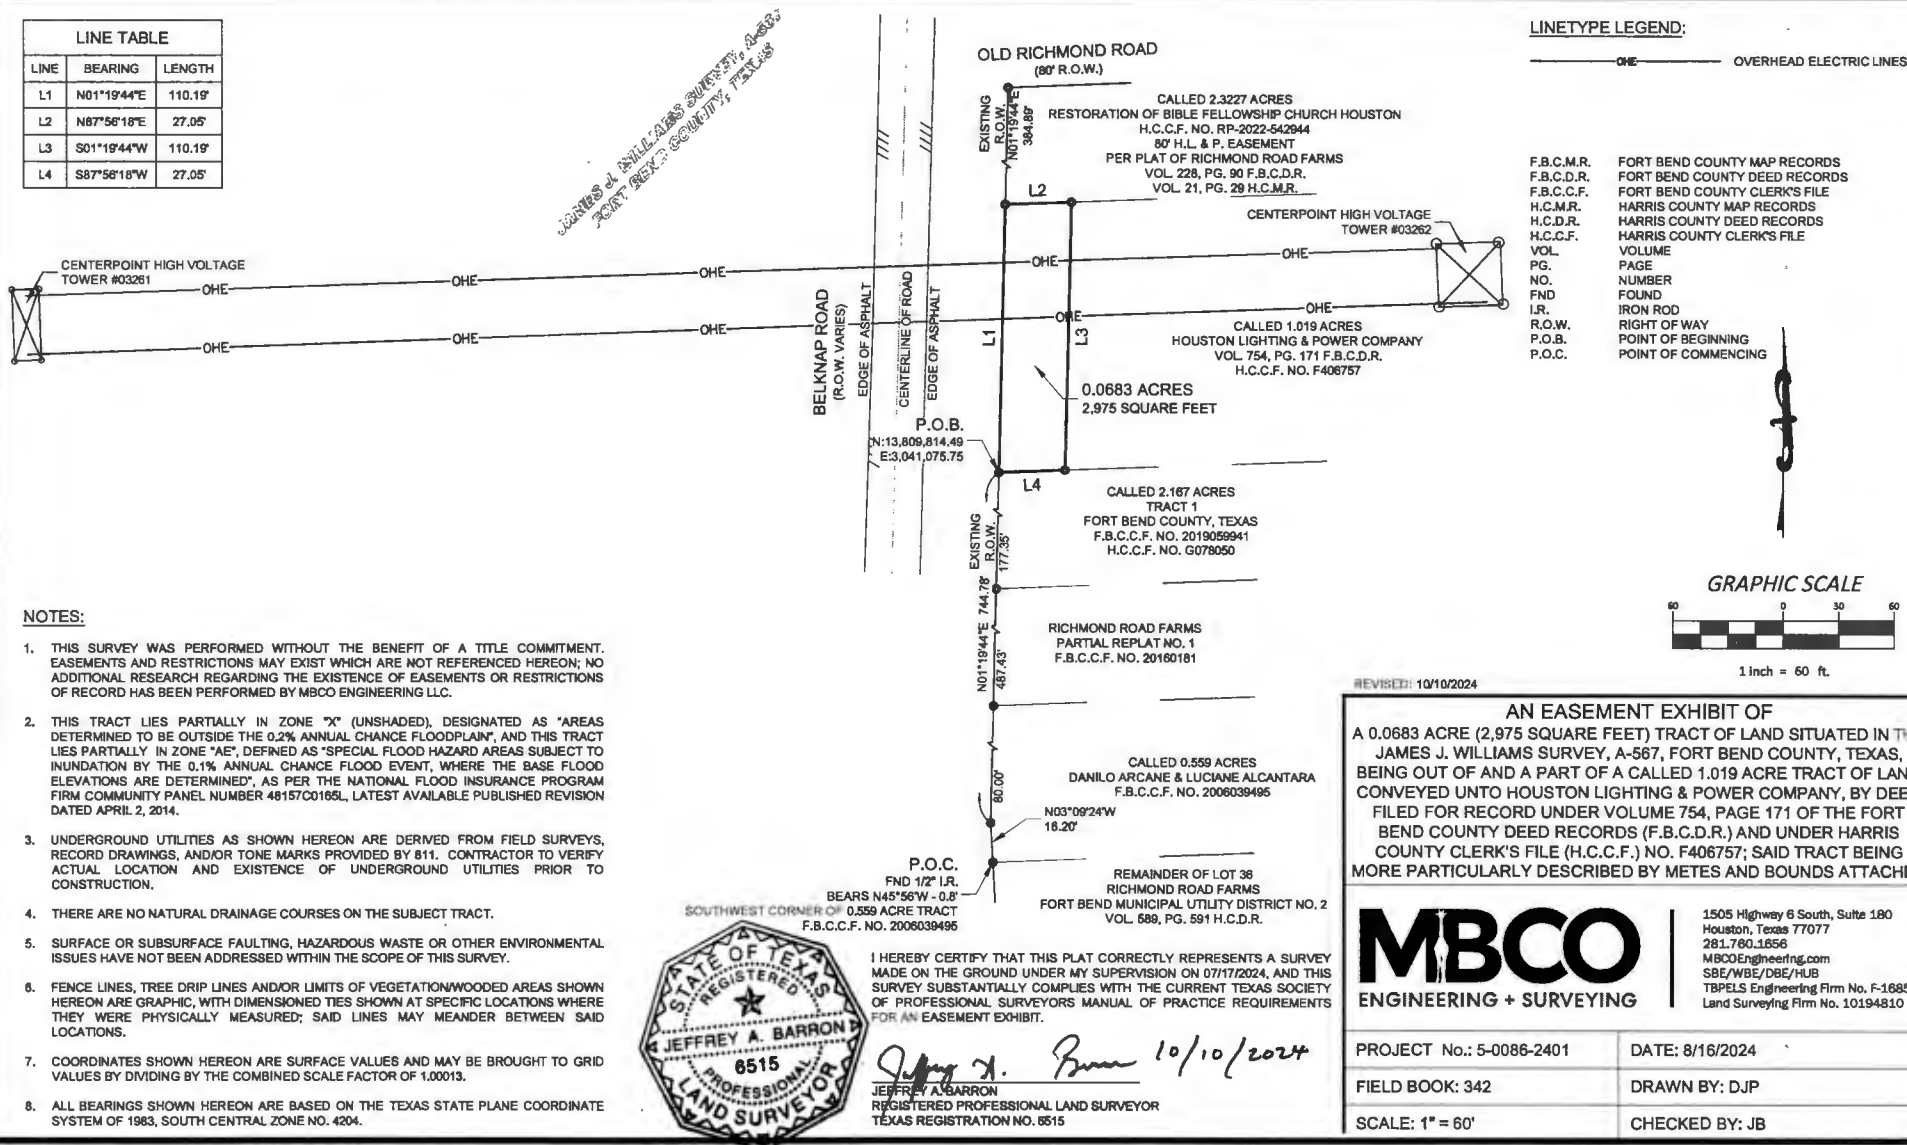 LINE TABLE
LINE BEARING LENGTH
L1 N01°19'44"E 110.19'
L2 N87°56'18"E 27.05'
L3 S01°19'44"W 110.19'
L4 S87°56'18"W 27.05'
JAMES J. WILLIAMS SURVEY, A-567,
FORT BEND COUNTY, TEXAS
OLD RICHMOND ROAD
(80' R.O.W.)
EXISTING
R.O.W.
N01°19'44"E
384.89'
CALLED 2.3227 ACRES
RESTORATION OF BIBLE FELLOWSHIP CHURCH HOUSTON
H.C.C.F. NO. RP-2022-542944
80' H.L. & P. EASEMENT
PER PLAT OF RICHMOND ROAD FARMS
VOL. 228, PG. 90 F.B.C.D.R.
VOL. 21, PG. 29 H.C.M.R.
L2
CENTERPOINT HIGH VOLTAGE
TOWER #03262
CENTERPOINT HIGH VOLTAGE
TOWER #03261
OHE OHE OHE OHE OHE
OHE OHE OHE OHE OHE
BELKNAP ROAD
(R.O.W. VARIES)
EDGE OF ASPHALT
CENTERLINE OF ROAD
EDGE OF ASPHALT
L1
L3
CALLED 1.019 ACRES
HOUSTON LIGHTING & POWER COMPANY
VOL. 754, PG. 171 F.B.C.D.R.
H.C.C.F. NO. F406757
0.0683 ACRES
2,975 SQUARE FEET
P.O.B.
N:13,809,814.49
E:3,041,075.75
L4
CALLED 2.167 ACRES
TRACT 1
FORT BEND COUNTY, TEXAS
F.B.C.C.F. NO. 2019059941
H.C.C.F. NO. G078050
EXISTING
R.O.W.
177.35'
N01°19'44"E 744.78'
487.43'
RICHMOND ROAD FARMS
PARTIAL REPLAT NO. 1
F.B.C.C.F. NO. 20160181
CALLED 0.559 ACRES
DANILO ARCANE & LUCIANE ALCANTARA
F.B.C.C.F. NO. 2006039495
80.00'
N03°09'24"W
16.20'
P.O.C.
FND 1/2" I.R.
BEARS N45°56'W - 0.8'
SOUTHWEST CORNER OF 0.559 ACRE TRACT
F.B.C.C.F. NO. 2006039495
REMAINDER OF LOT 36
RICHMOND ROAD FARMS
FORT BEND MUNICIPAL UTILITY DISTRICT NO. 2
VOL. 589, PG. 591 H.C.D.R.
LINETYPE LEGEND:
OHE OVERHEAD ELECTRIC LINES
F.B.C.M.R. FORT BEND COUNTY MAP RECORDS
F.B.C.D.R. FORT BEND COUNTY DEED RECORDS
F.B.C.C.F. FORT BEND COUNTY CLERK'S FILE
H.C.M.R. HARRIS COUNTY MAP RECORDS
H.C.D.R. HARRIS COUNTY DEED RECORDS
H.C.C.F. HARRIS COUNTY CLERK'S FILE
VOL. VOLUME
PG. PAGE
NO. NUMBER
FND FOUND
I.R. IRON ROD
R.O.W. RIGHT OF WAY
P.O.B. POINT OF BEGINNING
P.O.C. POINT OF COMMENCING
GRAPHIC SCALE
60 0 30 60
1 inch = 60 ft.
NOTES:
1. THIS SURVEY WAS PERFORMED WITHOUT THE BENEFIT OF A TITLE COMMITMENT.
EASEMENTS AND RESTRICTIONS MAY EXIST WHICH ARE NOT REFERENCED HEREON; NO
ADDITIONAL RESEARCH REGARDING THE EXISTENCE OF EASEMENTS OR RESTRICTIONS
OF RECORD HAS BEEN PERFORMED BY MBCO ENGINEERING LLC.
2. THIS TRACT LIES PARTIALLY IN ZONE "X" (UNSHADED), DESIGNATED AS "AREAS
DETERMINED TO BE OUTSIDE THE 0.2% ANNUAL CHANCE FLOODPLAIN", AND THIS TRACT
LIES PARTIALLY IN ZONE "AE", DEFINED AS "SPECIAL FLOOD HAZARD AREAS SUBJECT TO
INUNDATION BY THE 0.1% ANNUAL CHANCE FLOOD EVENT, WHERE THE BASE FLOOD
ELEVATIONS ARE DETERMINED", AS PER THE NATIONAL FLOOD INSURANCE PROGRAM
FIRM COMMUNITY PANEL NUMBER 48157C0165L, LATEST AVAILABLE PUBLISHED REVISION
DATED APRIL 2, 2014.
3. UNDERGROUND UTILITIES AS SHOWN HEREON ARE DERIVED FROM FIELD SURVEYS,
RECORD DRAWINGS, AND/OR TONE MARKS PROVIDED BY 811. CONTRACTOR TO VERIFY
ACTUAL LOCATION AND EXISTENCE OF UNDERGROUND UTILITIES PRIOR TO
CONSTRUCTION.
4. THERE ARE NO NATURAL DRAINAGE COURSES ON THE SUBJECT TRACT.
5. SURFACE OR SUBSURFACE FAULTING, HAZARDOUS WASTE OR OTHER ENVIRONMENTAL
ISSUES HAVE NOT BEEN ADDRESSED WITHIN THE SCOPE OF THIS SURVEY.
6. FENCE LINES, TREE DRIP LINES AND/OR LIMITS OF VEGETATION/WOODED AREAS SHOWN
HEREON ARE GRAPHIC, WITH DIMENSIONED TIES SHOWN AT SPECIFIC LOCATIONS WHERE
THEY WERE PHYSICALLY MEASURED; SAID LINES MAY MEANDER BETWEEN SAID
LOCATIONS.
7. COORDINATES SHOWN HEREON ARE SURFACE VALUES AND MAY BE BROUGHT TO GRID
VALUES BY DIVIDING BY THE COMBINED SCALE FACTOR OF 1.00013.
8. ALL BEARINGS SHOWN HEREON ARE BASED ON THE TEXAS STATE PLANE COORDINATE
SYSTEM OF 1983, SOUTH CENTRAL ZONE NO. 4204.
STATE OF TEXAS
REGISTERED
JEFFREY A. BARRON
6515
PROFESSIONAL
LAND SURVEYOR
I HEREBY CERTIFY THAT THIS PLAT CORRECTLY REPRESENTS A SURVEY
MADE ON THE GROUND UNDER MY SUPERVISION ON 07/17/2024, AND THIS
SURVEY SUBSTANTIALLY COMPLIES WITH THE CURRENT TEXAS SOCIETY
OF PROFESSIONAL SURVEYORS MANUAL OF PRACTICE REQUIREMENTS
FOR AN EASEMENT EXHIBIT.
Jeffrey A. Barron 10/10/2024
JEFFREY A. BARRON
REGISTERED PROFESSIONAL LAND SURVEYOR
TEXAS REGISTRATION NO. 6515
REVISED: 10/10/2024
AN EASEMENT EXHIBIT OF
A 0.0683 ACRE (2,975 SQUARE FEET) TRACT OF LAND SITUATED IN TH
JAMES J. WILLIAMS SURVEY, A-567, FORT BEND COUNTY, TEXAS,
BEING OUT OF AND A PART OF A CALLED 1.019 ACRE TRACT OF LAN
CONVEYED UNTO HOUSTON LIGHTING & POWER COMPANY, BY DEE
FILED FOR RECORD UNDER VOLUME 754, PAGE 171 OF THE FORT
BEND COUNTY DEED RECORDS (F.B.C.D.R.) AND UNDER HARRIS
COUNTY CLERK'S FILE (H.C.C.F.) NO. F406757; SAID TRACT BEING
MORE PARTICULARLY DESCRIBED BY METES AND BOUNDS ATTACHE
MBCO
ENGINEERING + SURVEYING
1505 Highway 6 South, Suite 180
Houston, Texas 77077
281.760.1656
MBCOEngineering.com
SBE/WBE/DBE/HUB
TBPELS Engineering Firm No. F-1685
Land Surveying Firm No. 10194810
PROJECT No.: 5-0086-2401 DATE: 8/16/2024
FIELD BOOK: 342 DRAWN BY: DJP
SCALE: 1" = 60' CHECKED BY: JB